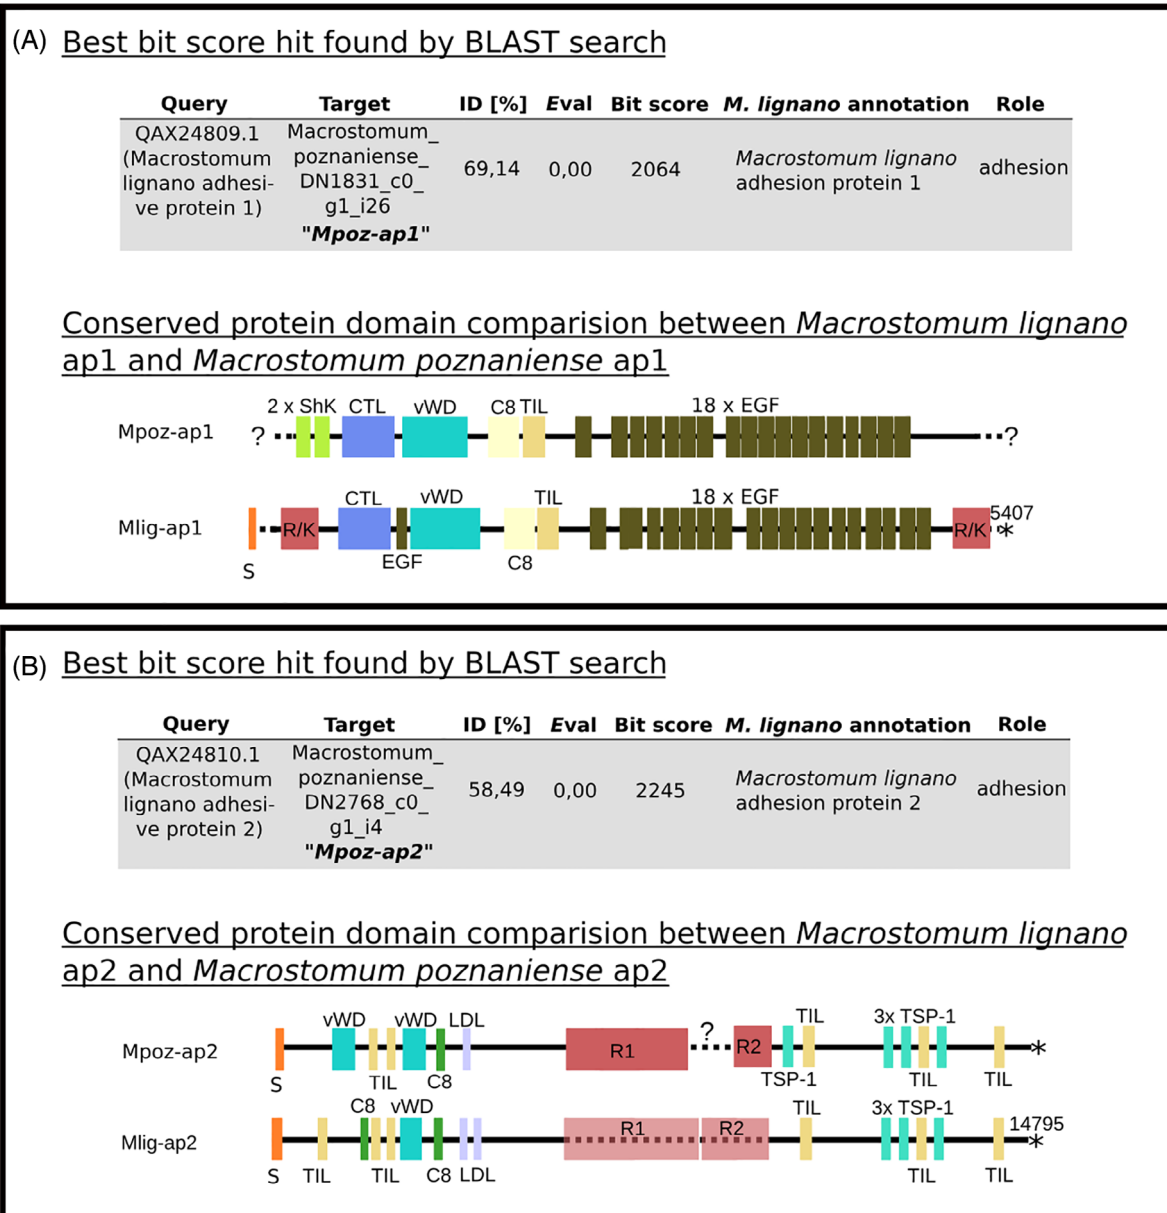 (A) Best bit score hit found by BLAST search
Query Target ID [%] Eval Bit score M. lignano annotation Role
QAX24809.1 Macrostomum_
(Macrostomum poznaniense_ Macrostomum lignano
69,14 0,00 2064 adhesion
lignano adhesi- DN1831_c0_ adhesion protein 1
ve protein 1) g1_i26
"Mpoz-ap1"
Conserved protein domain comparision between Macrostomum lignano
ap1 and Macrostomum poznaniense ap1
2 x ShK CTL vWD C8 TIL 18 x EGF
Mpoz-ap1 ? ?
CTL vWD TIL 18 x EGF
5407
Mlig-ap1 R/K R/K *
S EGF C8
(B) Best bit score hit found by BLAST search
Query Target ID [%] Eval Bit score M. lignano annotation Role
QAX24810.1 Macrostomum_
(Macrostomum poznaniense_ Macrostomum lignano
58,49 0,00 2245 adhesion
lignano adhesi- DN2768_c0_ adhesion protein 2
ve protein 2) g1_i4
"Mpoz-ap2"
Conserved protein domain comparision between Macrostomum lignano
ap2 and Macrostomum poznaniense ap2
vWD vWD LDL ? TIL 3x TSP-1
Mpoz-ap2 R1 R2 *
S TIL C8 TSP-1 TIL TIL
C8 vWD TIL 3x TSP-1
14795
Mlig-ap2 R1 R2 *
S TIL TIL C8 LDL TIL TIL